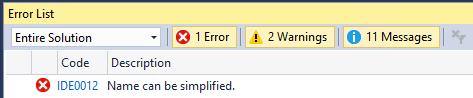 Error List
Entire Solution 1 Error 2 Warnings 11 Messages
Code Description
IDE0012 Name can be simplified.